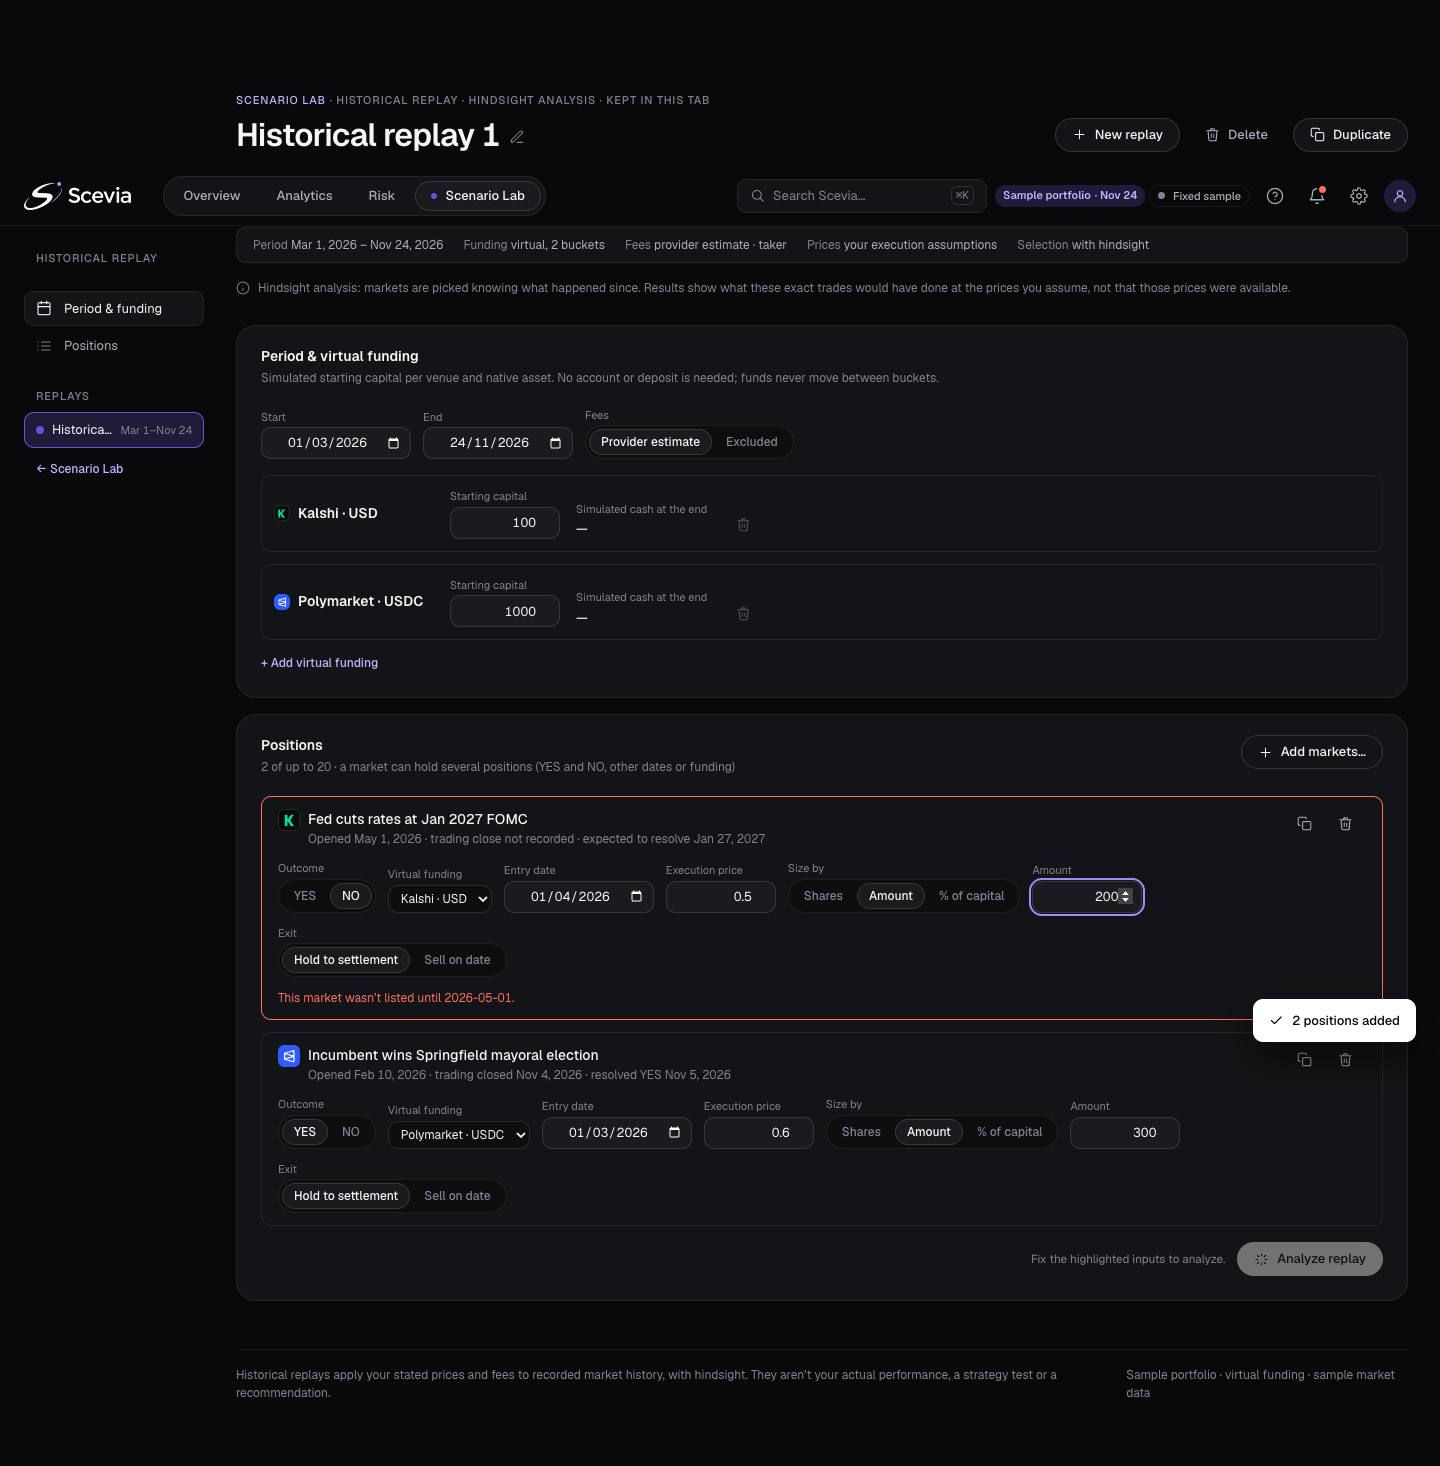 SCENARIO LAB · HISTORICAL REPLAY · HINDSIGHT ANALYSIS · KEPT IN THIS TAB
Historical replay 1
New replay
Delete
Duplicate
Scevia
Overview
Analytics
Risk
Scenario Lab
Search Scevia...
⌘K
Sample portfolio · Nov 24
Fixed sample
HISTORICAL REPLAY
Period & funding
Positions
REPLAYS
Historica... Mar 1–Nov 24
← Scenario Lab
Period Mar 1, 2026 – Nov 24, 2026 Funding virtual, 2 buckets Fees provider estimate · taker Prices your execution assumptions Selection with hindsight
Hindsight analysis: markets are picked knowing what happened since. Results show what these exact trades would have done at the prices you assume, not that those prices were available.
Period & virtual funding
Simulated starting capital per venue and native asset. No account or deposit is needed; funds never move between buckets.
Start End Fees
01/03/2026 24/11/2026 Provider estimate Excluded
K Kalshi · USD
Starting capital
100
Simulated cash at the end
—
Polymarket · USDC
Starting capital
1000
Simulated cash at the end
—
+ Add virtual funding
Positions
2 of up to 20 · a market can hold several positions (YES and NO, other dates or funding)
Add markets...
K Fed cuts rates at Jan 2027 FOMC
Opened May 1, 2026 · trading close not recorded · expected to resolve Jan 27, 2027
Outcome Virtual funding Entry date Execution price Size by Amount
YES NO Kalshi · USD 01/04/2026 0.5 Shares Amount % of capital 200
Exit
Hold to settlement Sell on date
This market wasn't listed until 2026-05-01.
2 positions added
Incumbent wins Springfield mayoral election
Opened Feb 10, 2026 · trading closed Nov 4, 2026 · resolved YES Nov 5, 2026
Outcome Virtual funding Entry date Execution price Size by Amount
YES NO Polymarket · USDC 01/03/2026 0.6 Shares Amount % of capital 300
Exit
Hold to settlement Sell on date
Fix the highlighted inputs to analyze. Analyze replay
Historical replays apply your stated prices and fees to recorded market history, with hindsight. They aren't your actual performance, a strategy test or a
recommendation.
Sample portfolio · virtual funding · sample market
data